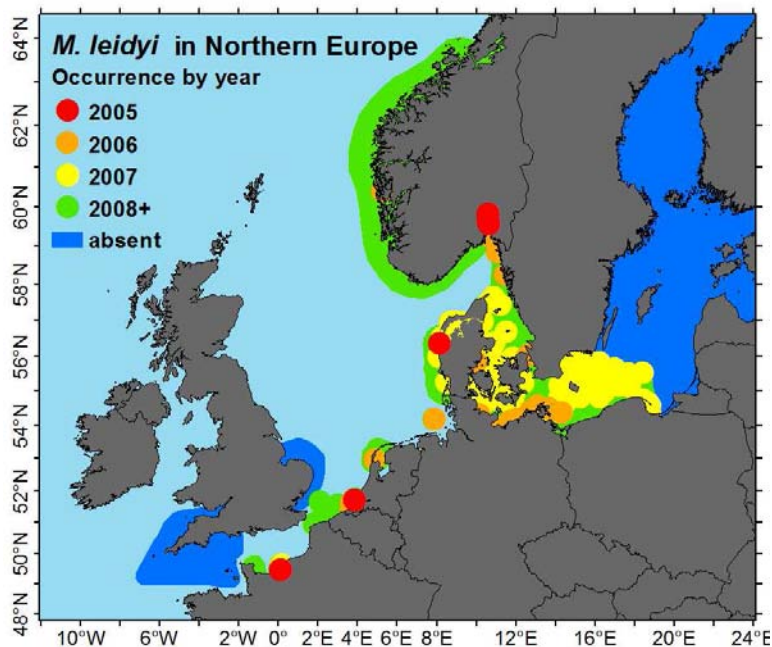 M. leidyi in Northern Europe
Occurrence by year
2005
2006
2007
2008+
absent
64°N
62°N
60°N
58°N
56°N
54°N
52°N
50°N
48°N
10°W 6°W 2°W 0° 2°E 4°E 6°E 8°E 12°E 16°E 20°E 24°E